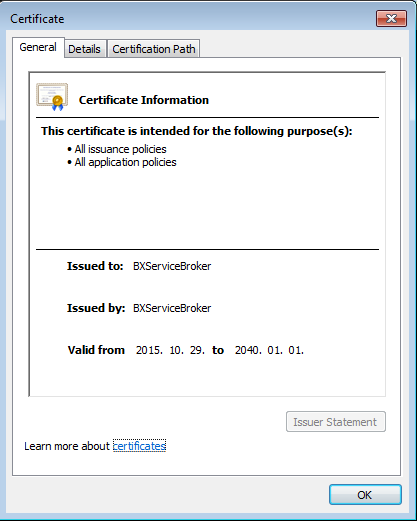 Certificate
General
Details
Certification Path
Certificate Information
This certificate is intended for the following purpose(s):
• All issuance policies
• All application policies
Issued to: BXServiceBroker
Issued by: BXServiceBroker
Valid from 2015. 10. 29. to 2040. 01. 01.
Issuer Statement
Learn more about certificates
OK